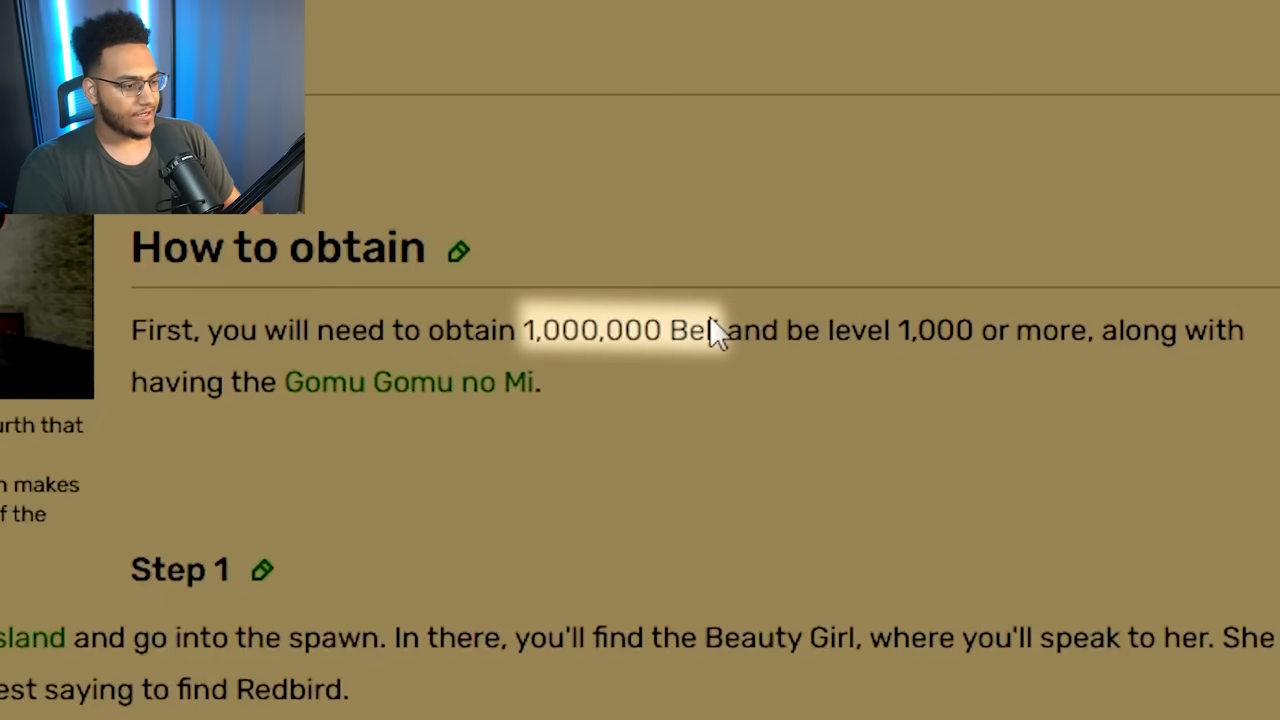 How to obtain
First, you will need to obtain 1,000,000 Beli and be level 1,000 or more, along with
having the Gomu Gomu no Mi.
urth that
n makes
f the
Step 1
sland and go into the spawn. In there, you'll find the Beauty Girl, where you'll speak to her. She
est saying to find Redbird.